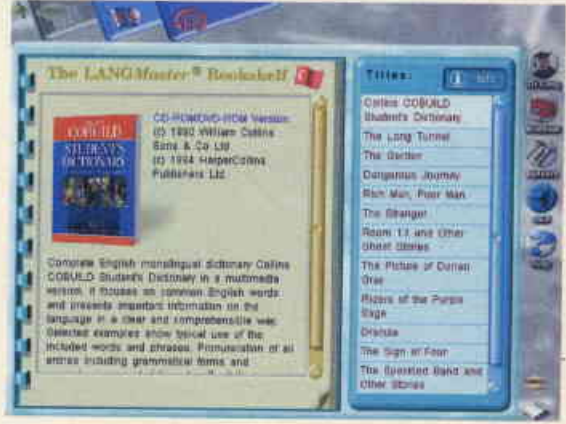 The LANGMaster® Bookshelf
COBUILD
STUDENT'S
DICTIONARY
CD-ROM/DVD-ROM Version
(c) 1990 William Collins
Sons & Co Ltd
(c) 1994 HarperCollins
Publishers Ltd
Complete English monolingual dictionary Collins
COBUILD Student's Dictionary in a multimedia
version. It focuses on common English words
and presents important information on the
language in a clear and comprehensible way.
Selected examples show typical use of the
included words and phrases. Pronunciation of all
entries including grammatical forms and
Titles:
Info
Collins COBUILD
Student's Dictionary
The Long Tunnel
The Garden
Dangerous Journey
Rich Man, Poor Man
The Stranger
Room 13 and Other
Ghost Stories
The Picture of Dorian
Gray
Riders of the Purple
Sage
Dracula
The Sign of Four
The Speckled Band and
Other Stories